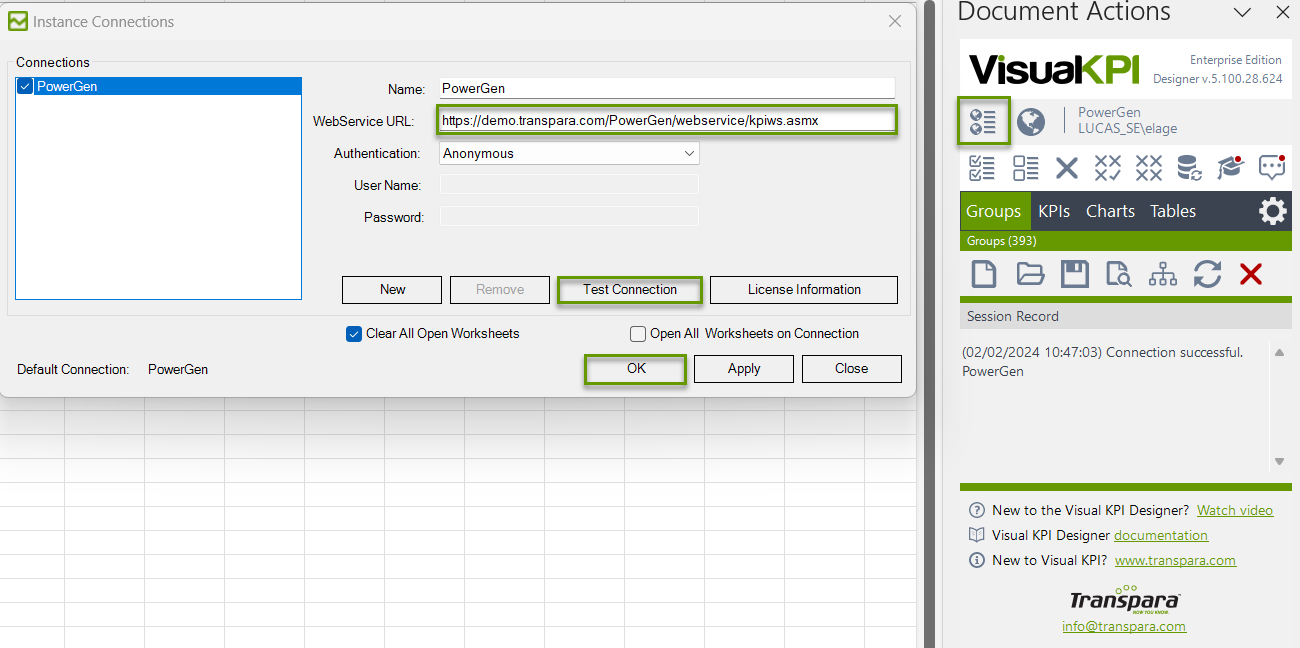 Instance Connections
Connections
PowerGen
Name: PowerGen
WebService URL: https://demo.transpara.com/PowerGen/webservice/kpiws.asmx
Authentication: Anonymous
User Name:
Password:
New Remove Test Connection License Information
Clear All Open Worksheets Open All Worksheets on Connection
Default Connection: PowerGen
OK Apply Close
Document Actions
VisualKPI
Enterprise Edition
Designer v.5.100.28.624
PowerGen
LUCAS_SE\elage
Groups KPIs Charts Tables
Groups (393)
Session Record
(02/02/2024 10:47:03) Connection successful.
PowerGen
New to the Visual KPI Designer? Watch video
Visual KPI Designer documentation
New to Visual KPI? www.transpara.com
Transpara
NOW YOU KNOW.
info@transpara.com